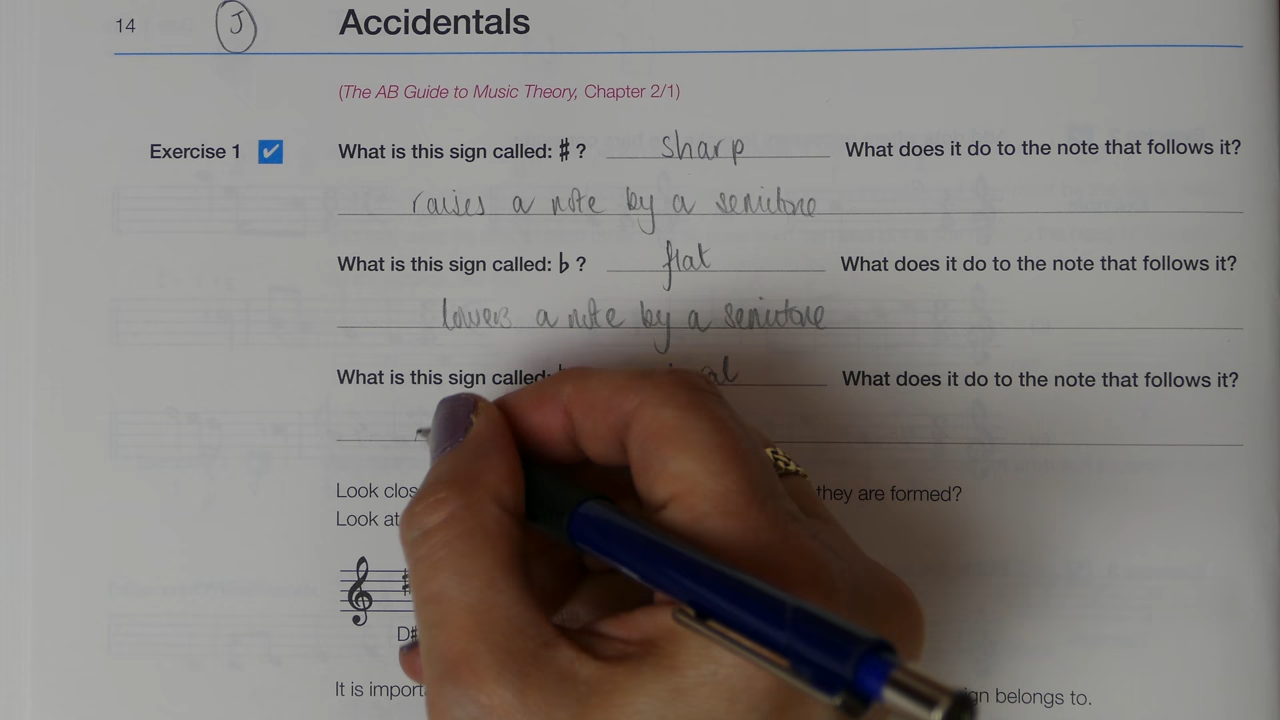 14 J Accidentals
(The AB Guide to Music Theory, Chapter 2/1)
Exercise 1 ✔ What is this sign called: ♯ ? sharp What does it do to the note that follows it?
raises a note by a semitone
What is this sign called: ♭ ? flat What does it do to the note that follows it?
lowers a note by a semitone
What is this sign called: What does it do to the note that follows it?
Look they are formed?
Look at
D♯
It is belongs to.